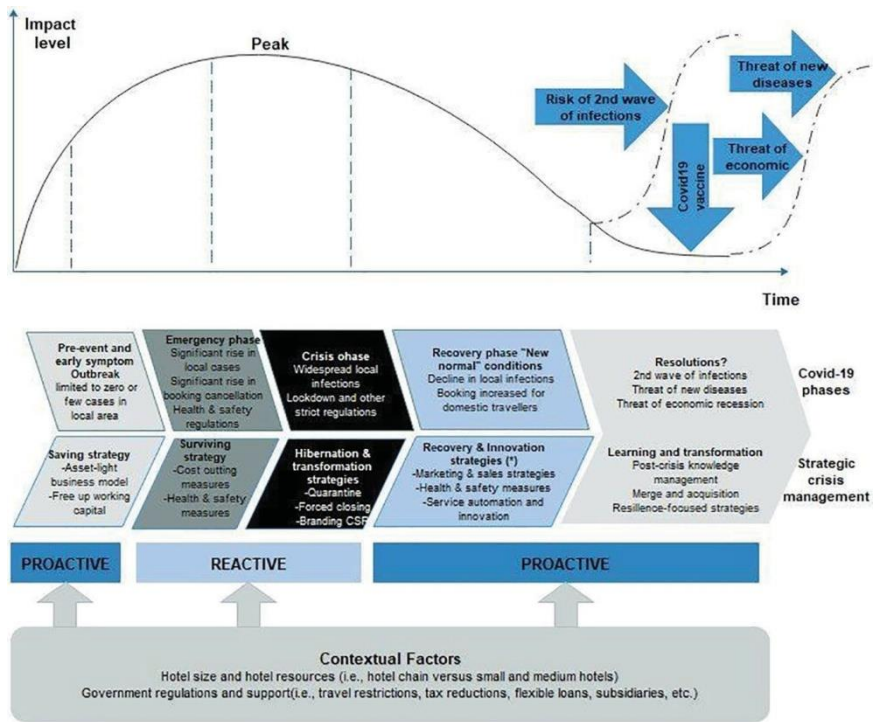 Impact
level
Peak
Risk of 2nd wave
of infections
Covid19
vaccine
Threat of new
diseases
Threat of
economic
Time
Pre-event and
early symptom
Outbreak
limited to zero or
few cases in
local area
Emergency phase
Significant rise in
local cases
Significant rise in
booking cancellation
Health & safety
regulations
Crisis ohase
Widespread local
infections
Lockdown and other
strict regulations
Recovery phase "New
normal" conditions
Decline in local infections
Booking increased for
domestic travellers
Resolutions?
2nd wave of infections
Threat of new diseases
Threat of economic recession
Covid-19
phases
Saving strategy
-Asset-light
business model
-Free up working
capital
Surviving
strategy
-Cost outting
measures
-Health & safety
measures
Hibernation &
transformation
strategies
-Quarantine
-Forced closing
-Branding CSR
Recovery & Innovation
strategies (*)
-Marketing & sales strategies
-Health & safety measures
-Service automation and
innovation
Learning and transformation
Post-crisis knowledge
management
Merge and acquisition
Resillence-focused strategies
Strategic
crisis
management
PROACTIVE
REACTIVE
PROACTIVE
Contextual Factors
Hotel size and hotel resources (i.e., hotel chain versus small and medium hotels)
Government regulations and support(i.e., travel restrictions, tax reductions, flexible loans, subsidiaries, etc.)